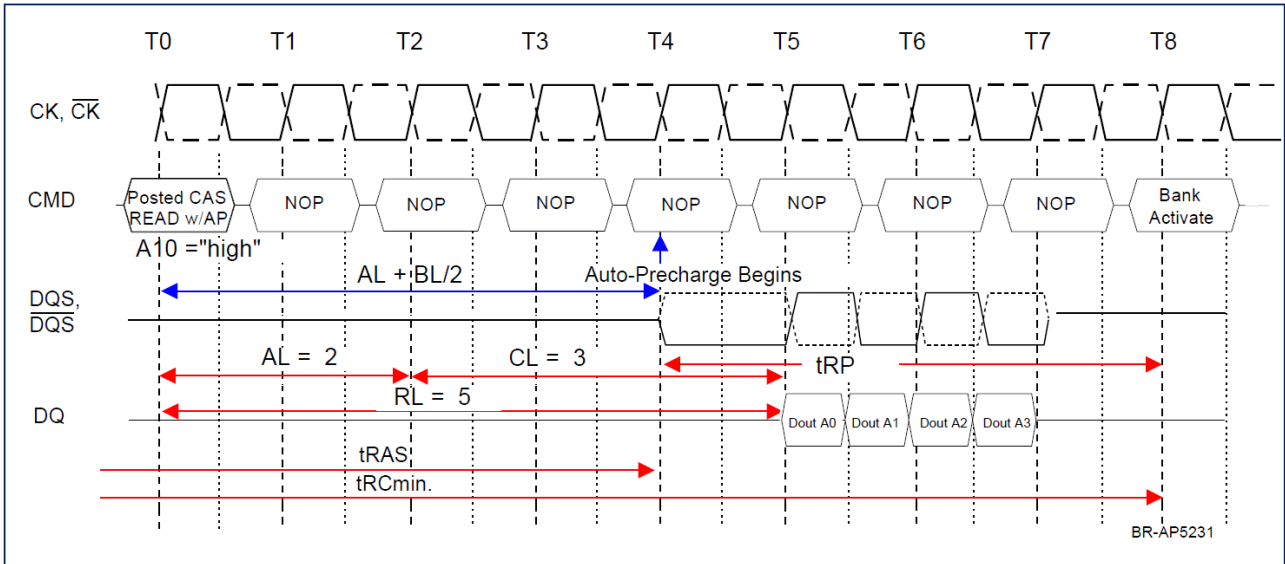 T0 T1 T2 T3 T4 T5 T6 T7 T8
CK, CK
CMD
Posted CAS
READ w/AP
NOP NOP NOP NOP NOP NOP NOP
Bank
Activate
A10 ="high"
AL + BL/2
Auto-Precharge Begins
DQS,
DQS
AL = 2
CL = 3
tRP
RL = 5
DQ
Dout A0 Dout A1 Dout A2 Dout A3
tRAS
tRCmin.
BR-AP5231